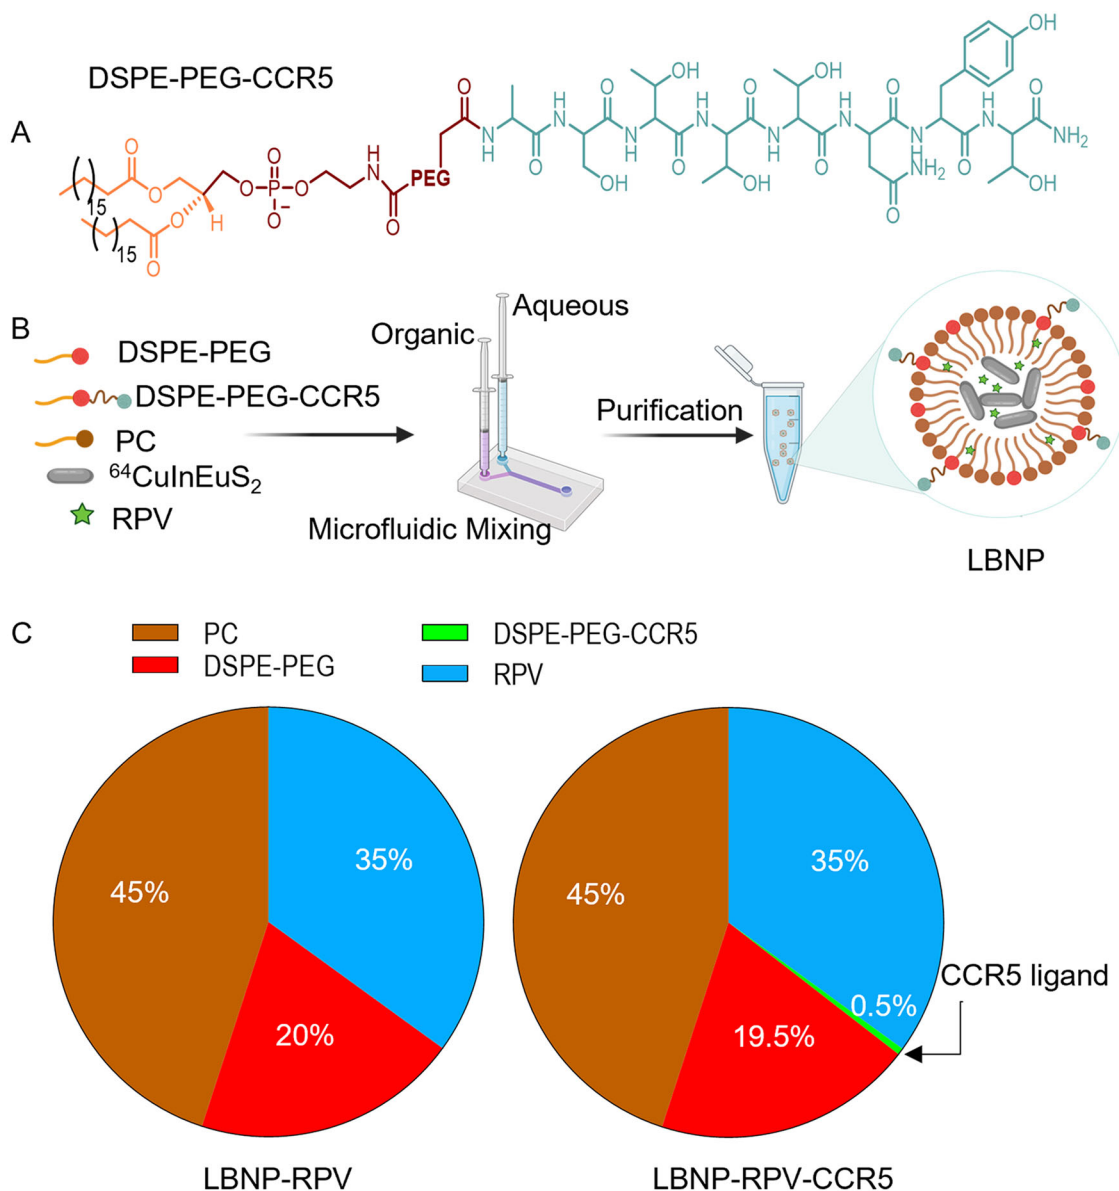 DSPE-PEG-CCR5
A
OH
O
OH
OH
O
H
N
O
H
N
O
H
N
O
H
N
O
NH2
N
H
O
N
H
O
N
H
O
N
H
O
OH
OH
NH2
O
OH
O
15
O
O
O
P
O
O−
O
H
N
PEG
O
O
H
15
O
B
DSPE-PEG
DSPE-PEG-CCR5
PC
64CuInEuS2
RPV
Organic
Aqueous
Microfluidic Mixing
Purification
LBNP
C
PC
DSPE-PEG
DSPE-PEG-CCR5
RPV
45%
35%
20%
LBNP-RPV
45%
35%
0.5%
19.5%
CCR5 ligand
LBNP-RPV-CCR5